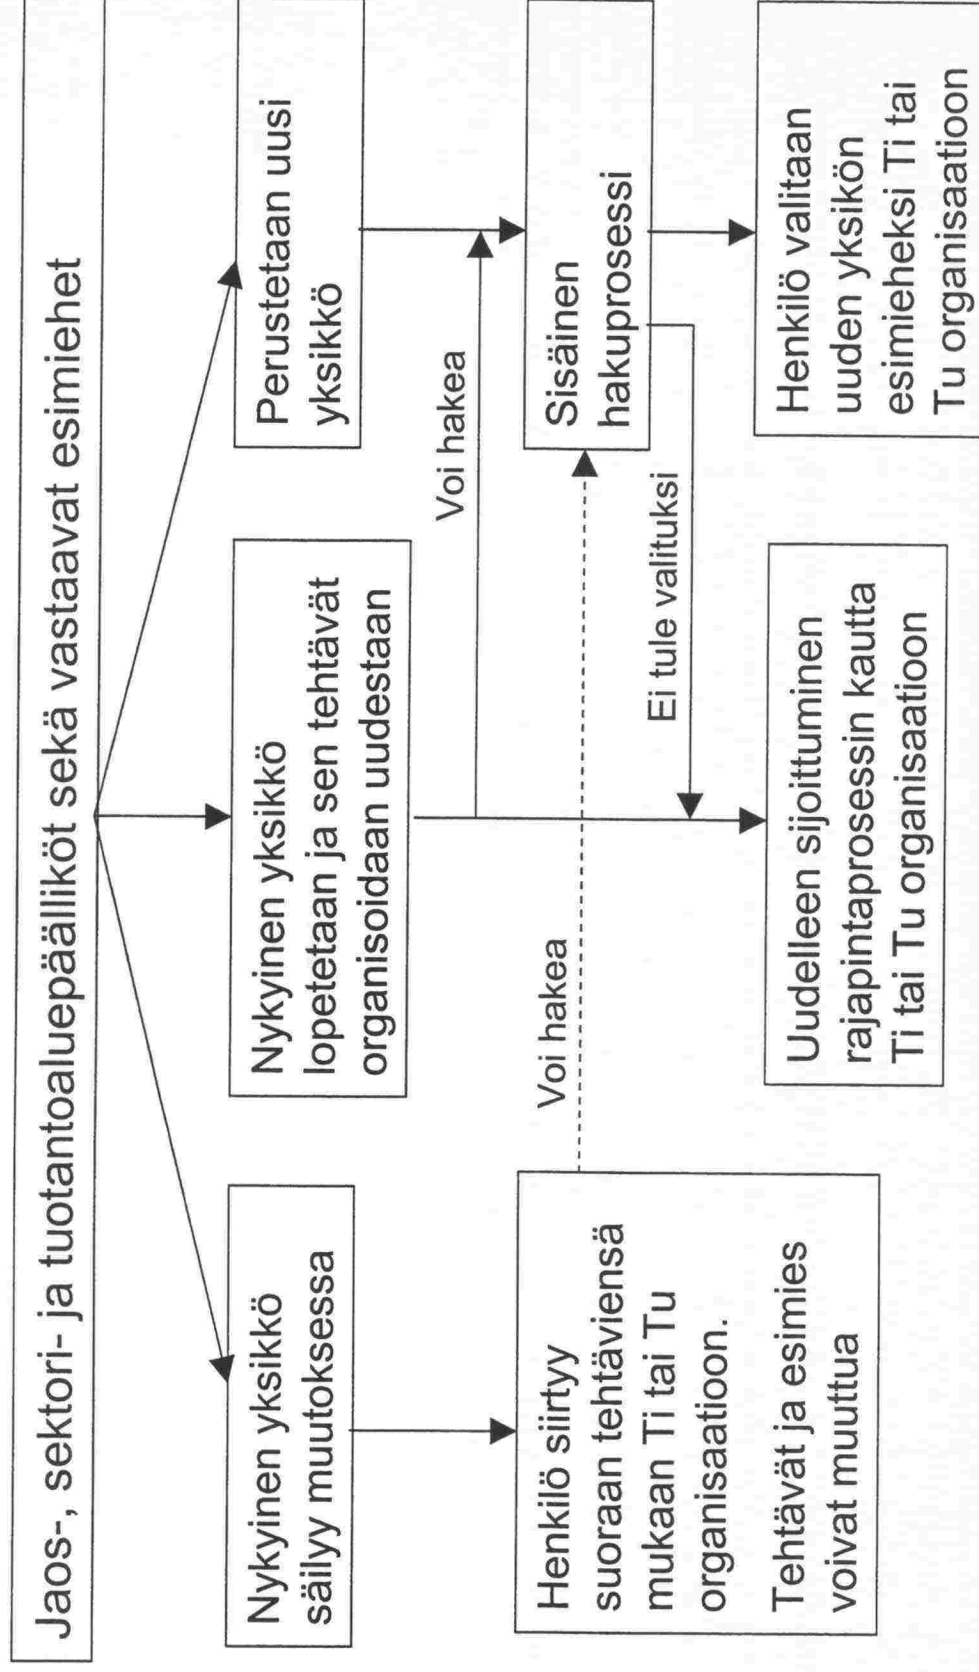 Jaos-, sektori- ja tuotantoaluepäälliköt sekä vastaavat esimiehet
Nykyinen yksikkö
säilyy muutoksessa
Nykyinen yksikkö
lopetetaan ja sen tehtävät
organisoidaan uudestaan
Perustetaan uusi
yksikkö
Voi hakea
Henkilö siirtyy
suoraan tehtäviensä
mukaan Ti tai Tu
organisaatioon.
Tehtävät ja esimies
voivat muuttua
Voi hakea
Sisäinen
hakuprosessi
Ei tule valituksi
Uudelleen sijoittuminen
rajapintaprosessin kautta
Ti tai Tu organisaatioon
Henkilö valitaan
uuden yksikön
esimieheksi Ti tai
Tu organisaatioon